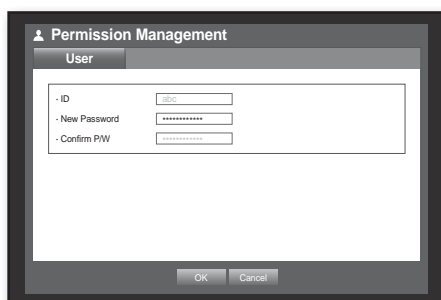 Permission Management
User
- ID abc
- New Password ************
- Confirm P/W ************
OK Cancel